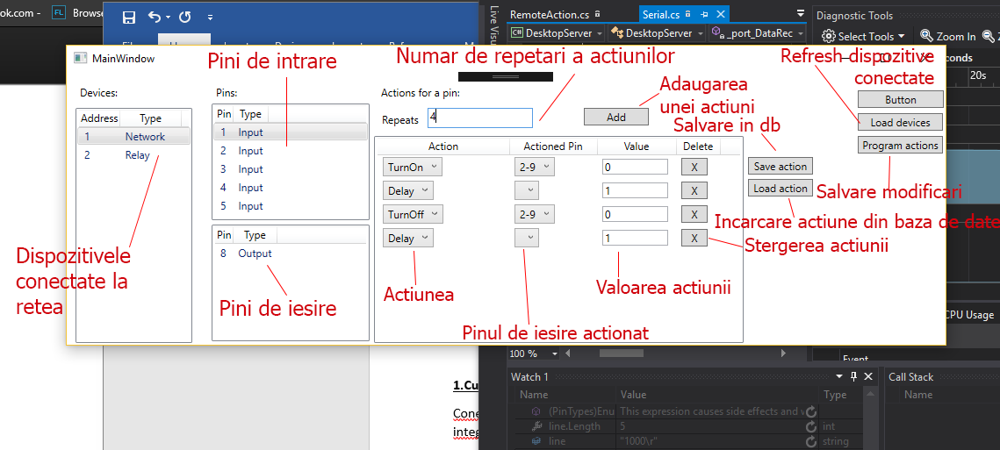 ok.com -
FL
Browse
RemoteAction.cs
Serial.cs
Diagnostic Tools
Live Visu
DesktopServer
DesktopServer
_port_DataRec
Select Tools
Zoom In
conds
20s
MainWindow
Pini de intrare
Numar de repetari a actiunilor
Refresh dispozitive
conectate
Devices:
Pins:
Actions for a pin:
Adaugarea
unei actiuni
Button
Address Type
1 Network
2 Relay
Pin Type
1 Input
2 Input
3 Input
4 Input
5 Input
Repeats 4
Add
Salvare in db
Load devices
Program actions
Action Actioned Pin Value Delete
TurnOn 2-9 0 X
Delay 1 X
TurnOff 2-9 0 X
Delay 1 X
Save action
Load action
Salvare modificari
Incarcare actiune din baza de date
Stergerea actiunii
Pin Type
8 Output
Dispozitivele
conectate la
retea
Pini de iesire
Actiunea
Valoarea actiunii
Pinul de iesire actionat
CPU Usage
100 %
Event
Watch 1
Call Stack
Name Value Type
Name
(PinTypes)Enu This expression causes side effects and
line.Length 5 int
line "1000\r" string
1.Cu
Cone
integ